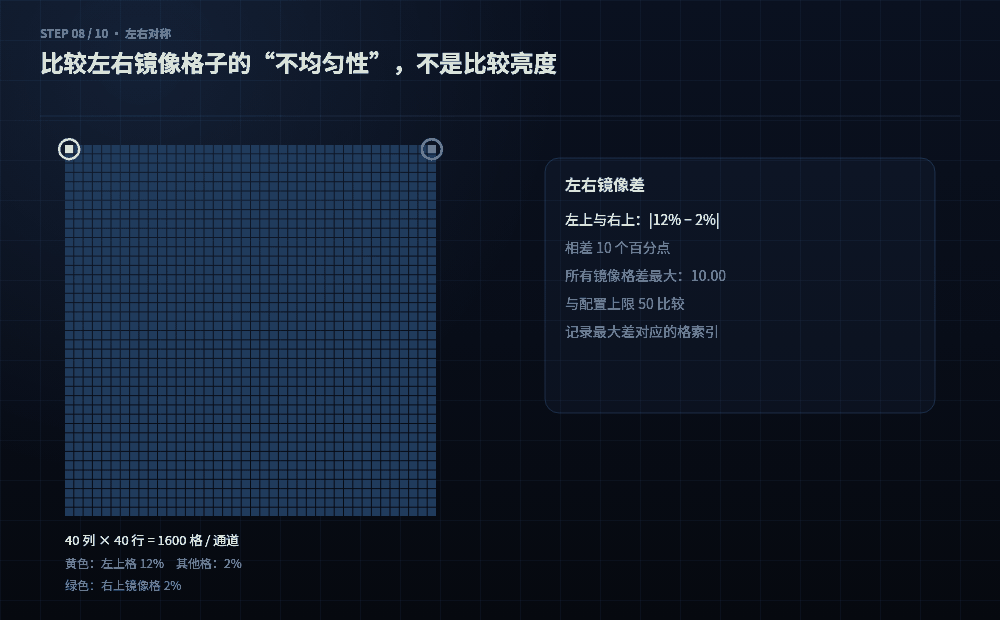 STEP 08 / 10 · 左右对称
比较左右镜像格子的“不均匀性”，不是比较亮度
左右镜像差
左上与右上：|12% − 2%|
相差 10 个百分点
所有镜像格差最大：10.00
与配置上限 50 比较
记录最大差对应的格索引
40 列 × 40 行 = 1600 格 / 通道
黄色：左上格 12%　其他格：2%
绿色：右上镜像格 2%